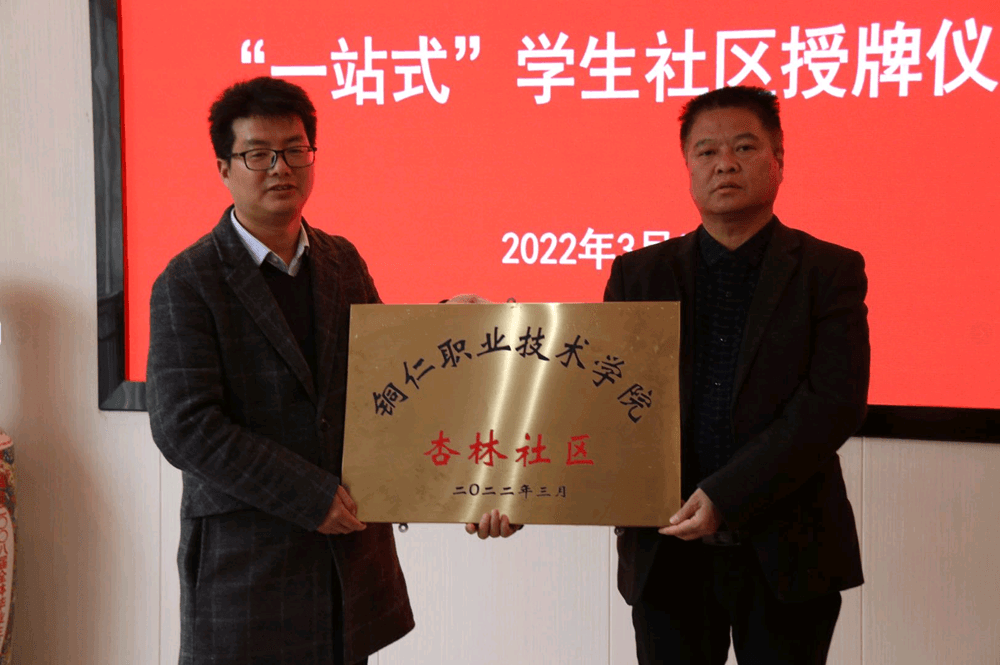 “一站式”学生社区授牌仪
2022年3月
铜仁职业技术学院
杏林社区
二〇二二年三月